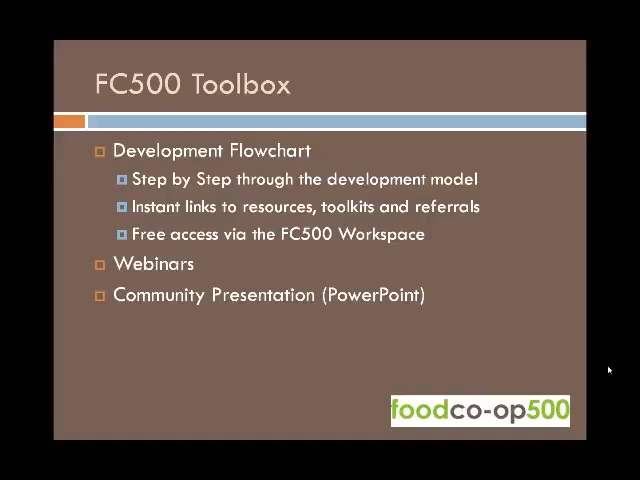 FC500 Toolbox
Development Flowchart
Step by Step through the development model
Instant links to resources, toolkits and referrals
Free access via the FC500 Workspace
Webinars
Community Presentation (PowerPoint)
foodco-op500